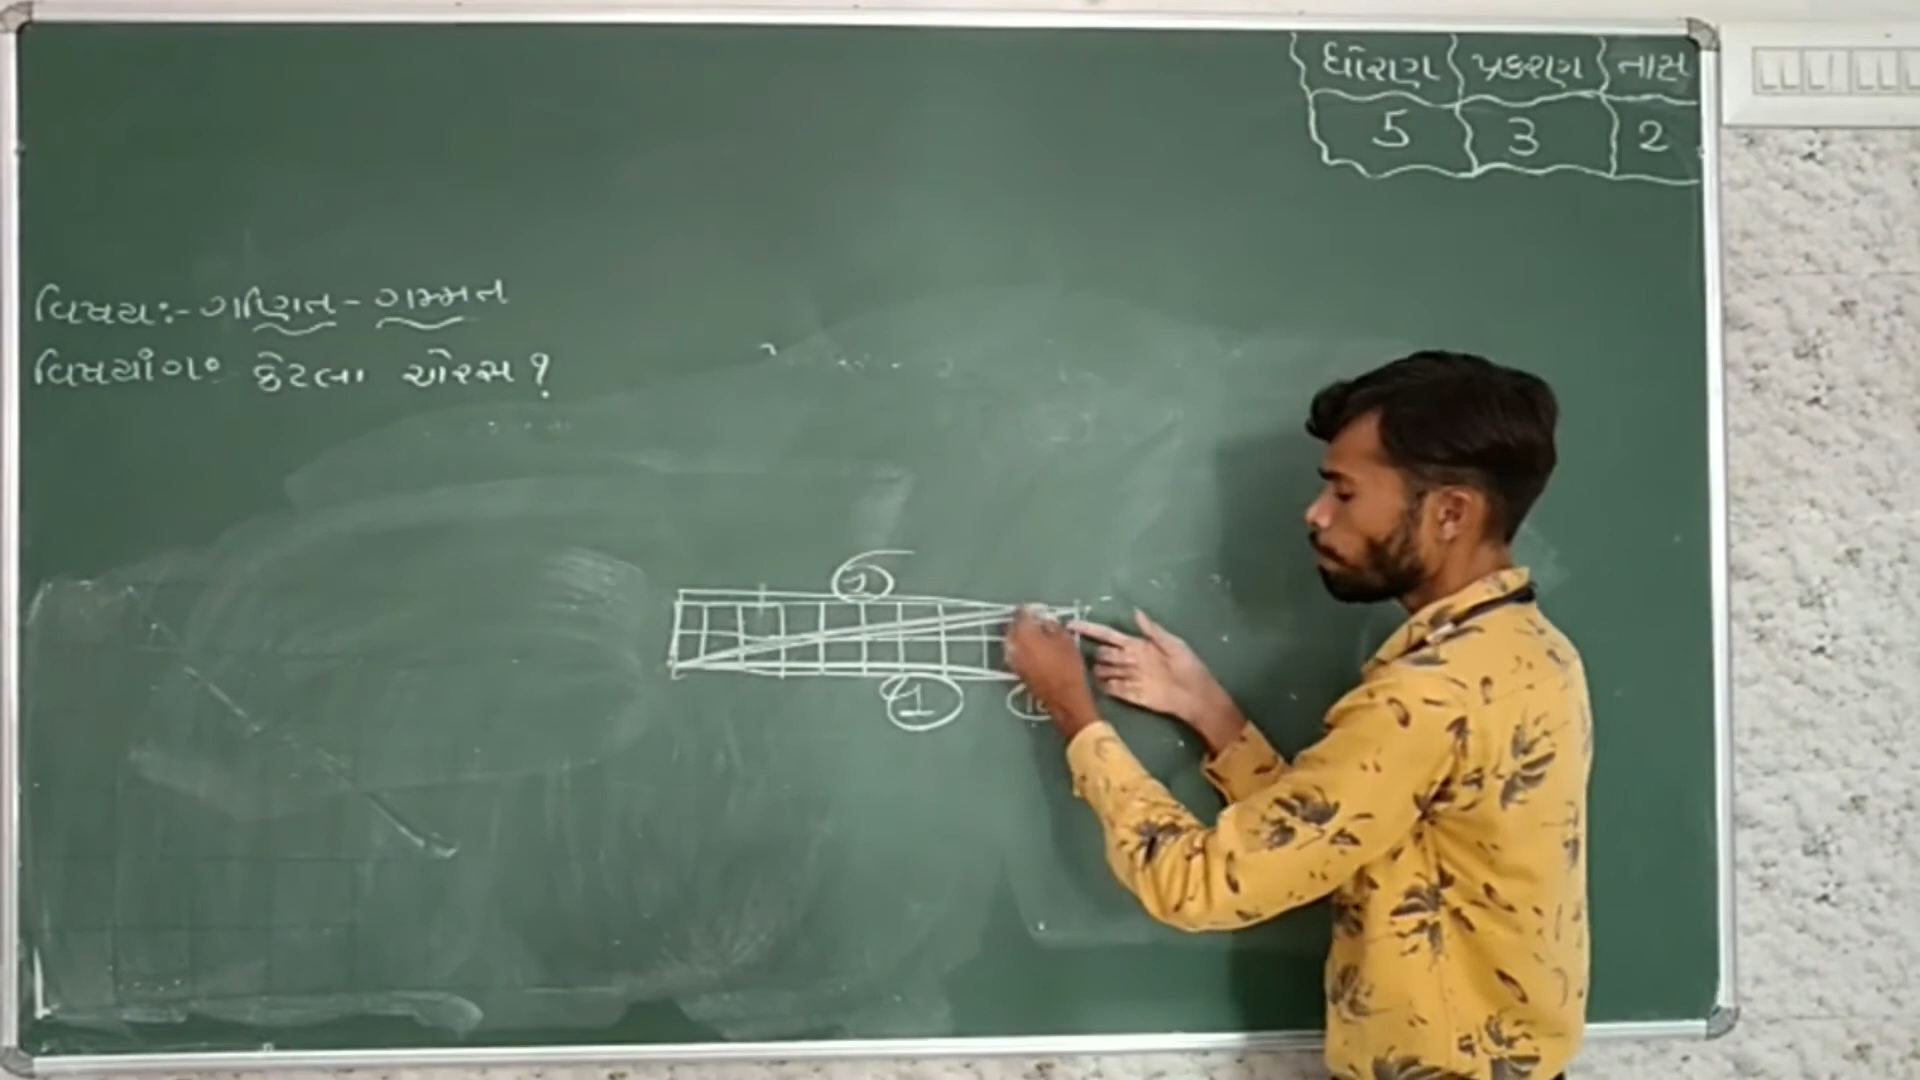 ધોરણ પ્રકરણ તાસ
5 3 2
વિષય:- ગણિત - ગમ્મત
વિષયાંગ: કેટલા ચોરસ ?
1